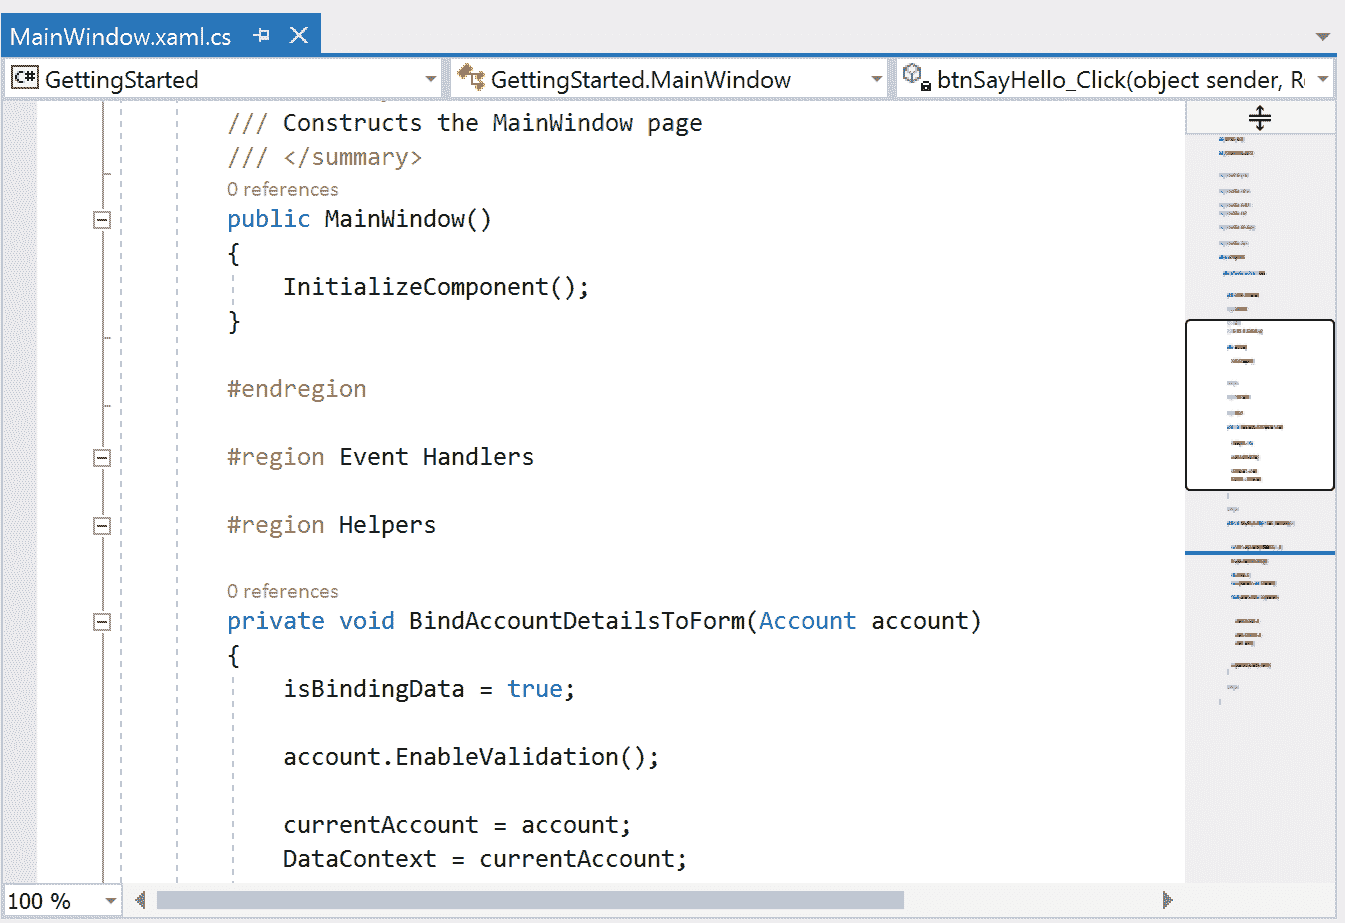 MainWindow.xaml.cs
C# GettingStarted
GettingStarted.MainWindow
btnSayHello_Click(object sender, R
/// Constructs the MainWindow page
/// </summary>
0 references
public MainWindow()
{
InitializeComponent();
}
#endregion
#region Event Handlers
#region Helpers
0 references
private void BindAccountDetailsToForm(Account account)
{
isBindingData = true;
account.EnableValidation();
currentAccount = account;
DataContext = currentAccount;
100 %